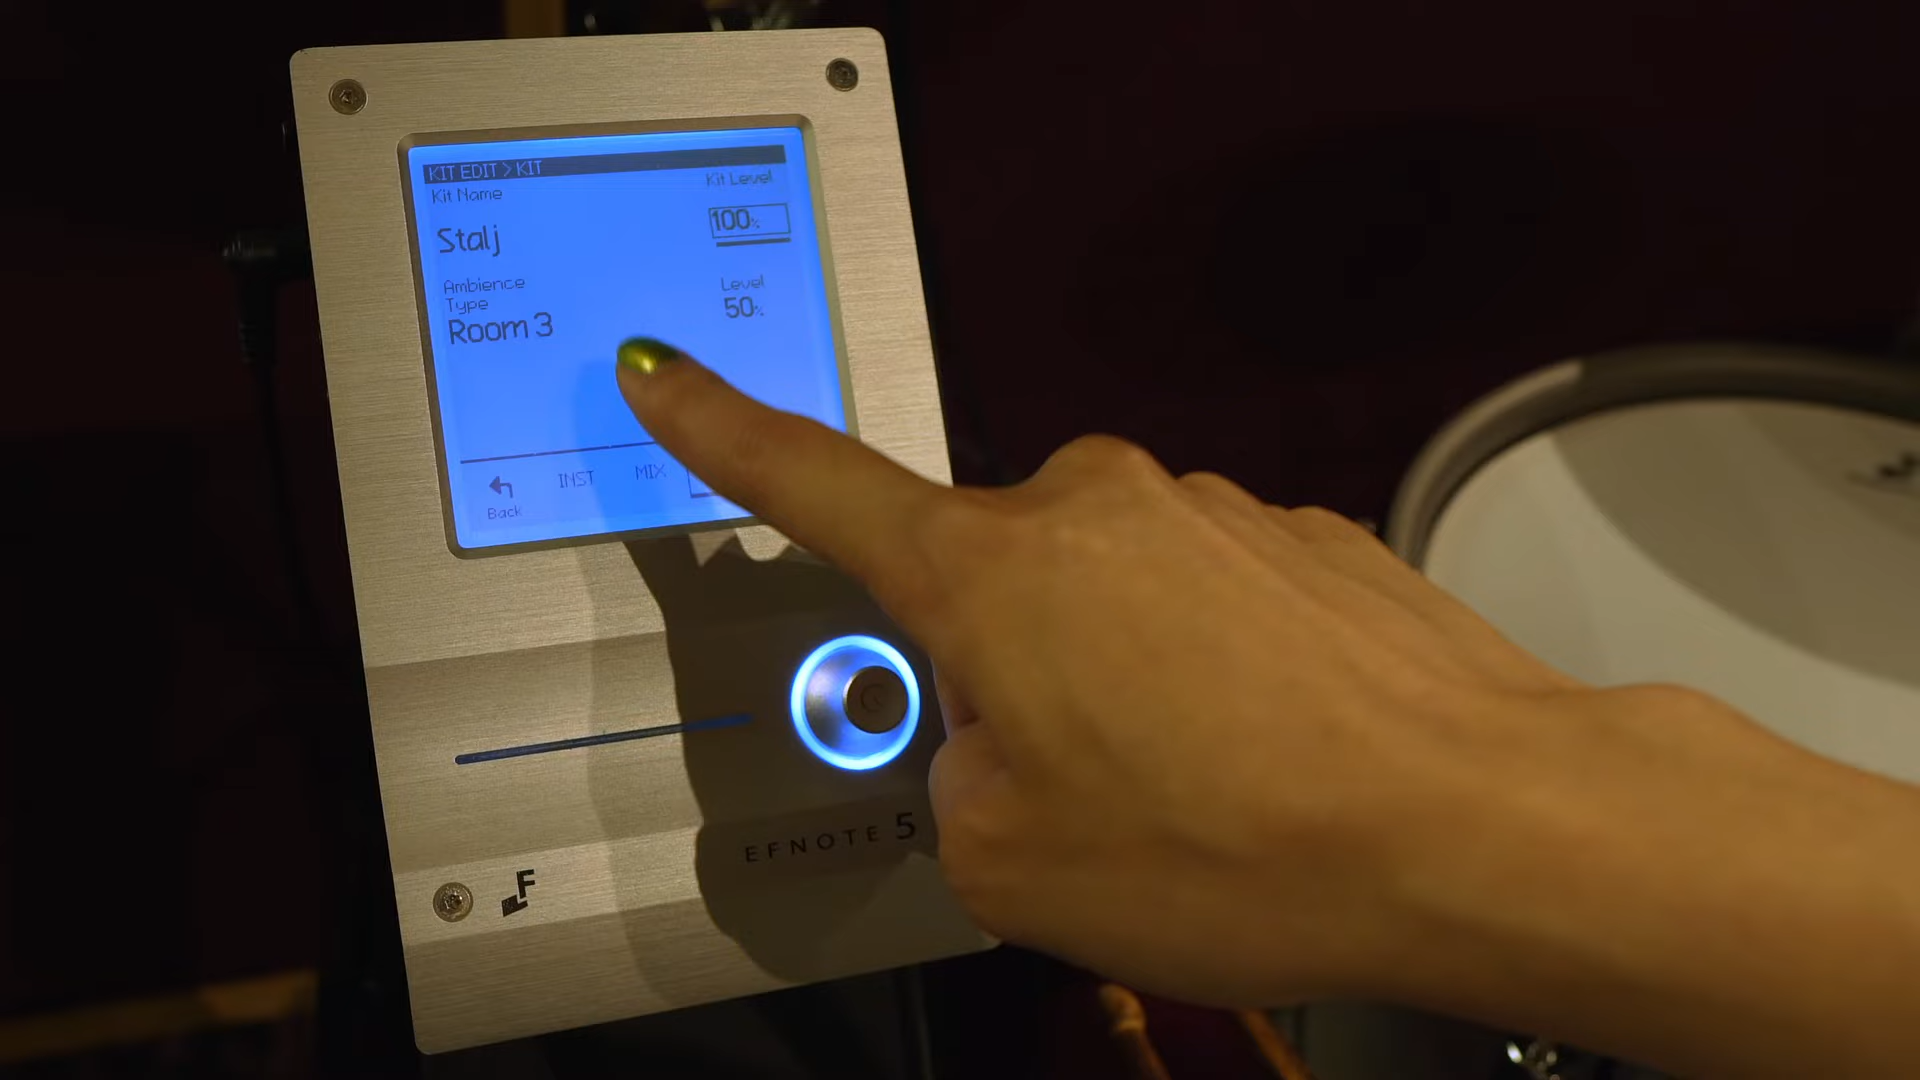 KIT EDIT > KIT
Kit Name
Kit Level
Stalj
100%
Ambience
Type
Level
Room 3
50%
INST
MIX
Back
EFNOTE 5
F